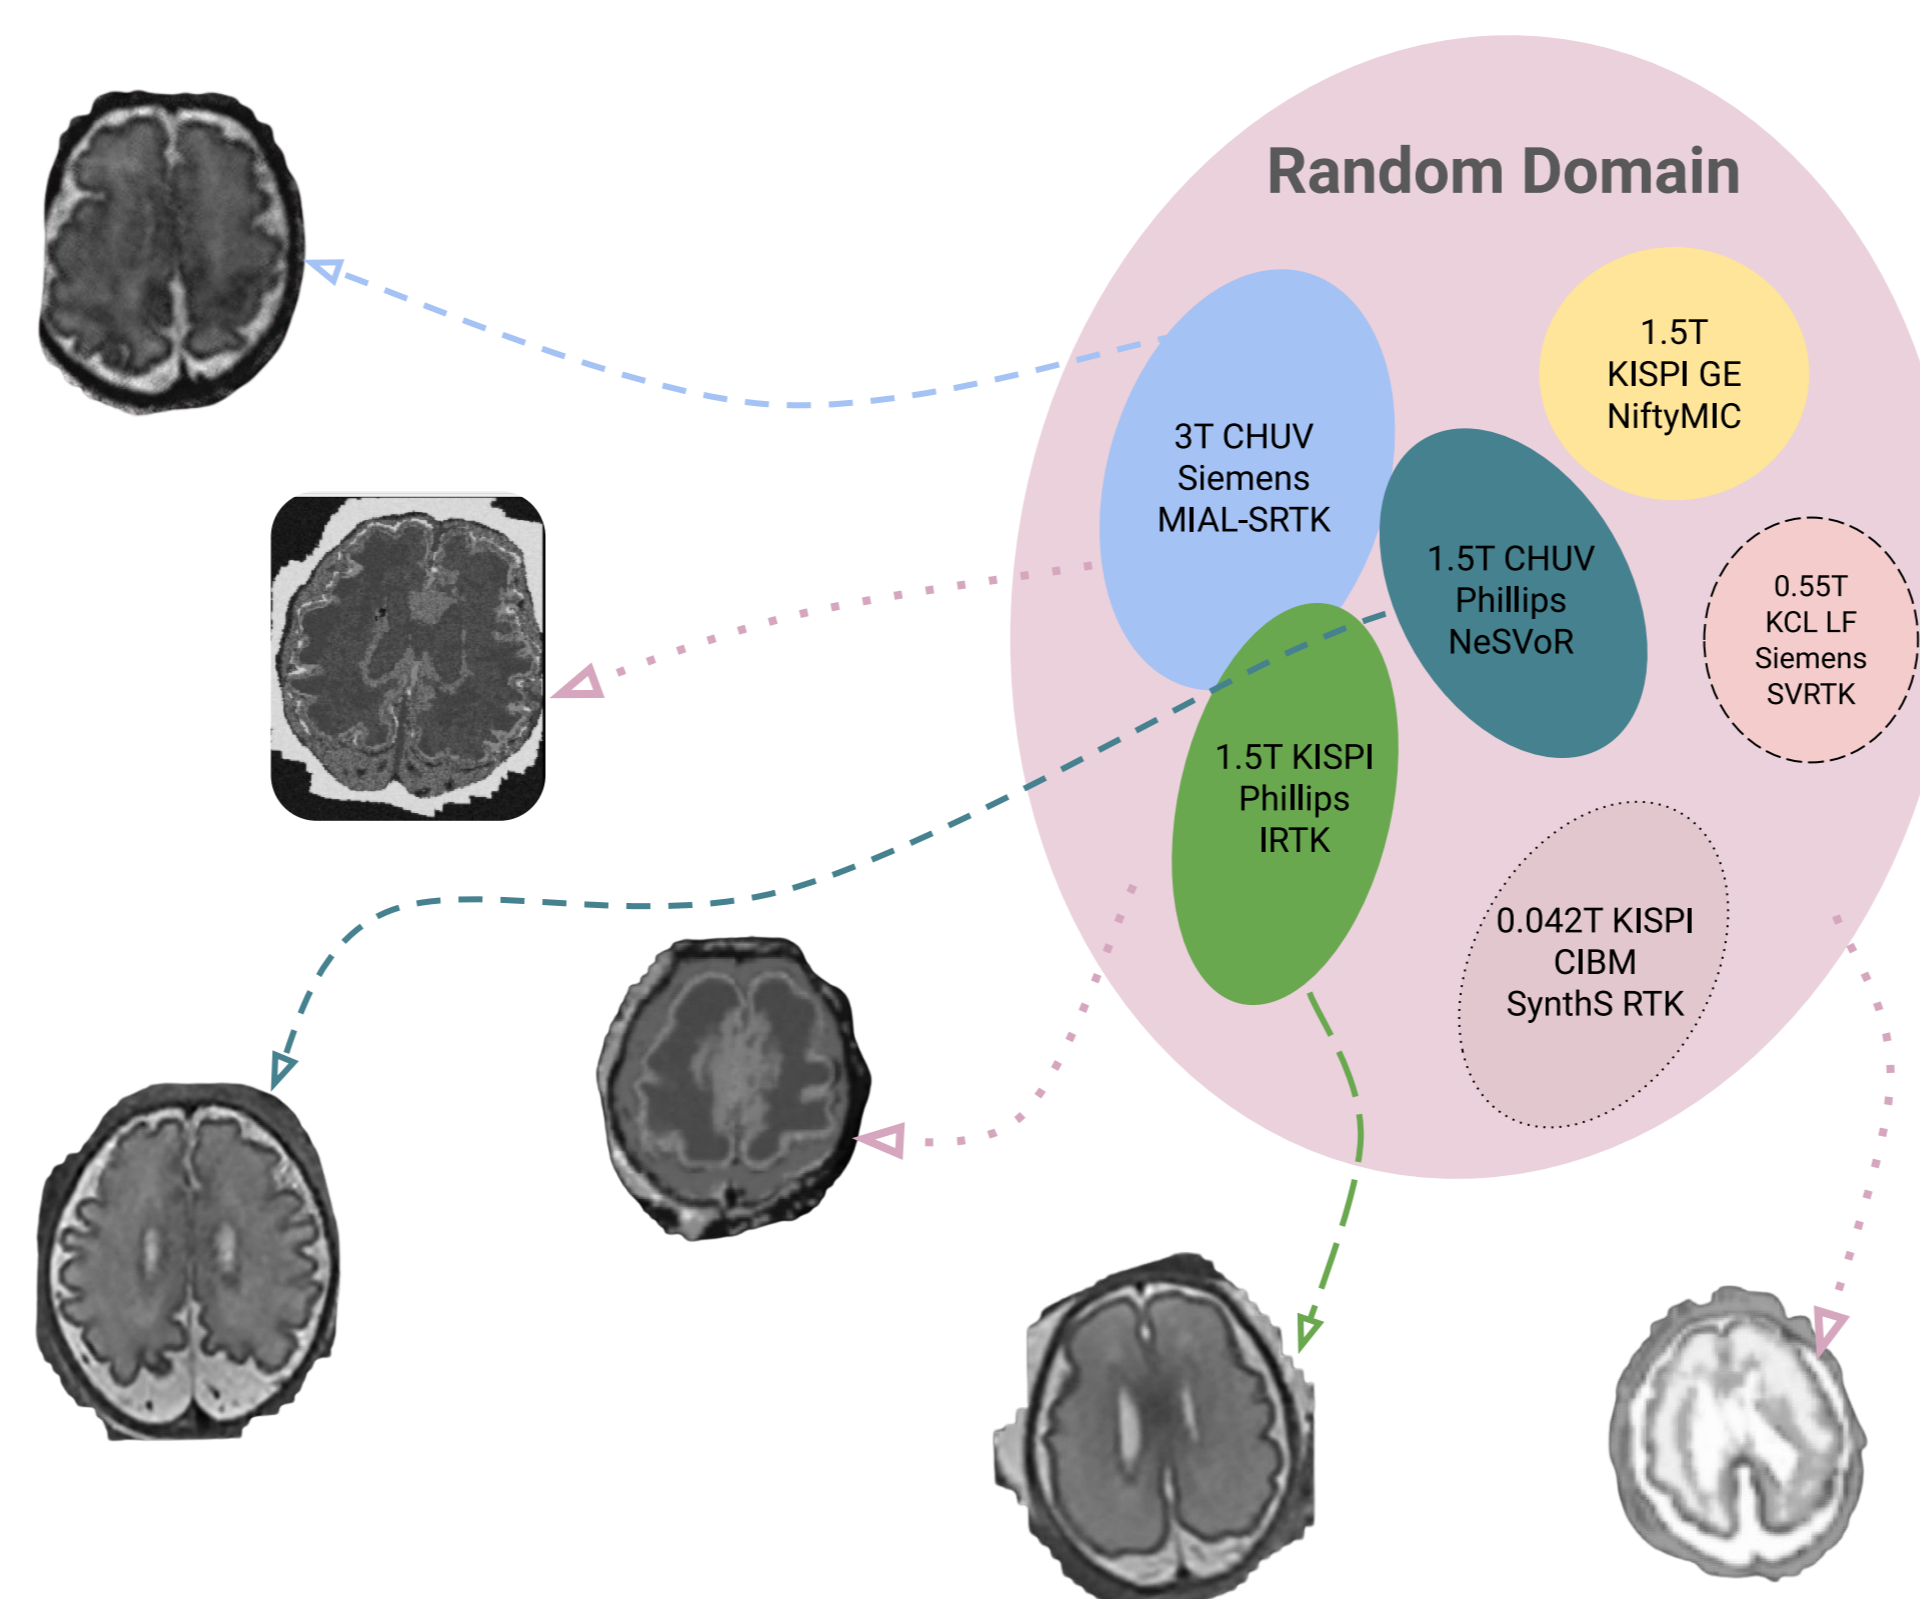 Random Domain
1.5T
KISPI GE
NiftyMIC
3T CHUV
Siemens
MIAL-SRTK
1.5T CHUV
Phillips
NeSVoR
0.55T
KCL LF
Siemens
SVRTK
1.5T KISPI
Phillips
IRTK
0.042T KISPI
CIBM
SynthS RTK